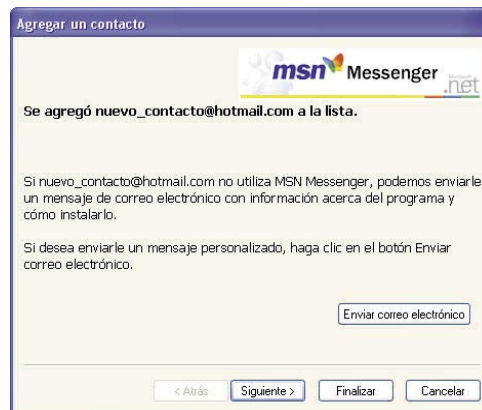 Agregar un contacto
msn Messenger
Microsoft
.net
Se agregó nuevo_contacto@hotmail.com a la lista.
Si nuevo_contacto@hotmail.com no utiliza MSN Messenger, podemos enviarle
un mensaje de correo electrónico con información acerca del programa y
cómo instalarlo.
Si desea enviarle un mensaje personalizado, haga clic en el botón Enviar
correo electrónico.
Enviar correo electrónico
< Atrás
Siguiente >
Finalizar
Cancelar